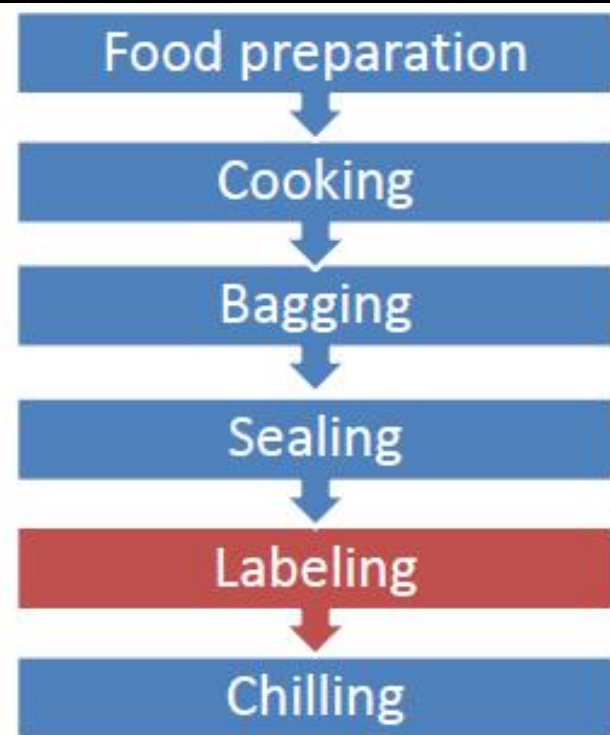 Food preparation
Cooking
Bagging
Sealing
Labeling
Chilling